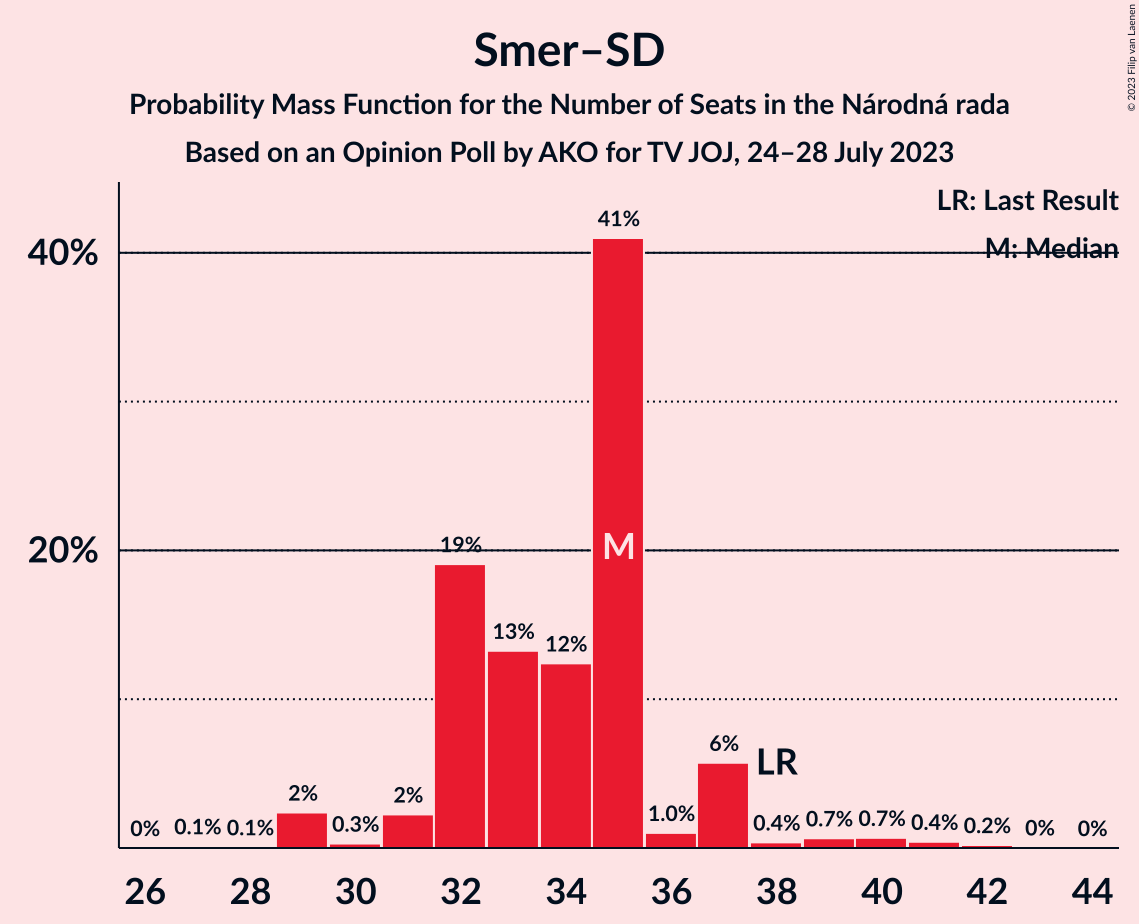 Smer–SD
Probability Mass Function for the Number of Seats in the Národná rada
Based on an Opinion Poll by AKO for TV JOJ, 24–28 July 2023
© 2023 Filip van Laenen
LR: Last Result
M: Median
40%
20%
0%
0.1%
0.1%
2%
0.3%
2%
19%
13%
12%
41%
M
1.0%
6%
LR
0.4%
0.7%
0.7%
0.4%
0.2%
0%
0%
26 28 30 32 34 36 38 40 42 44